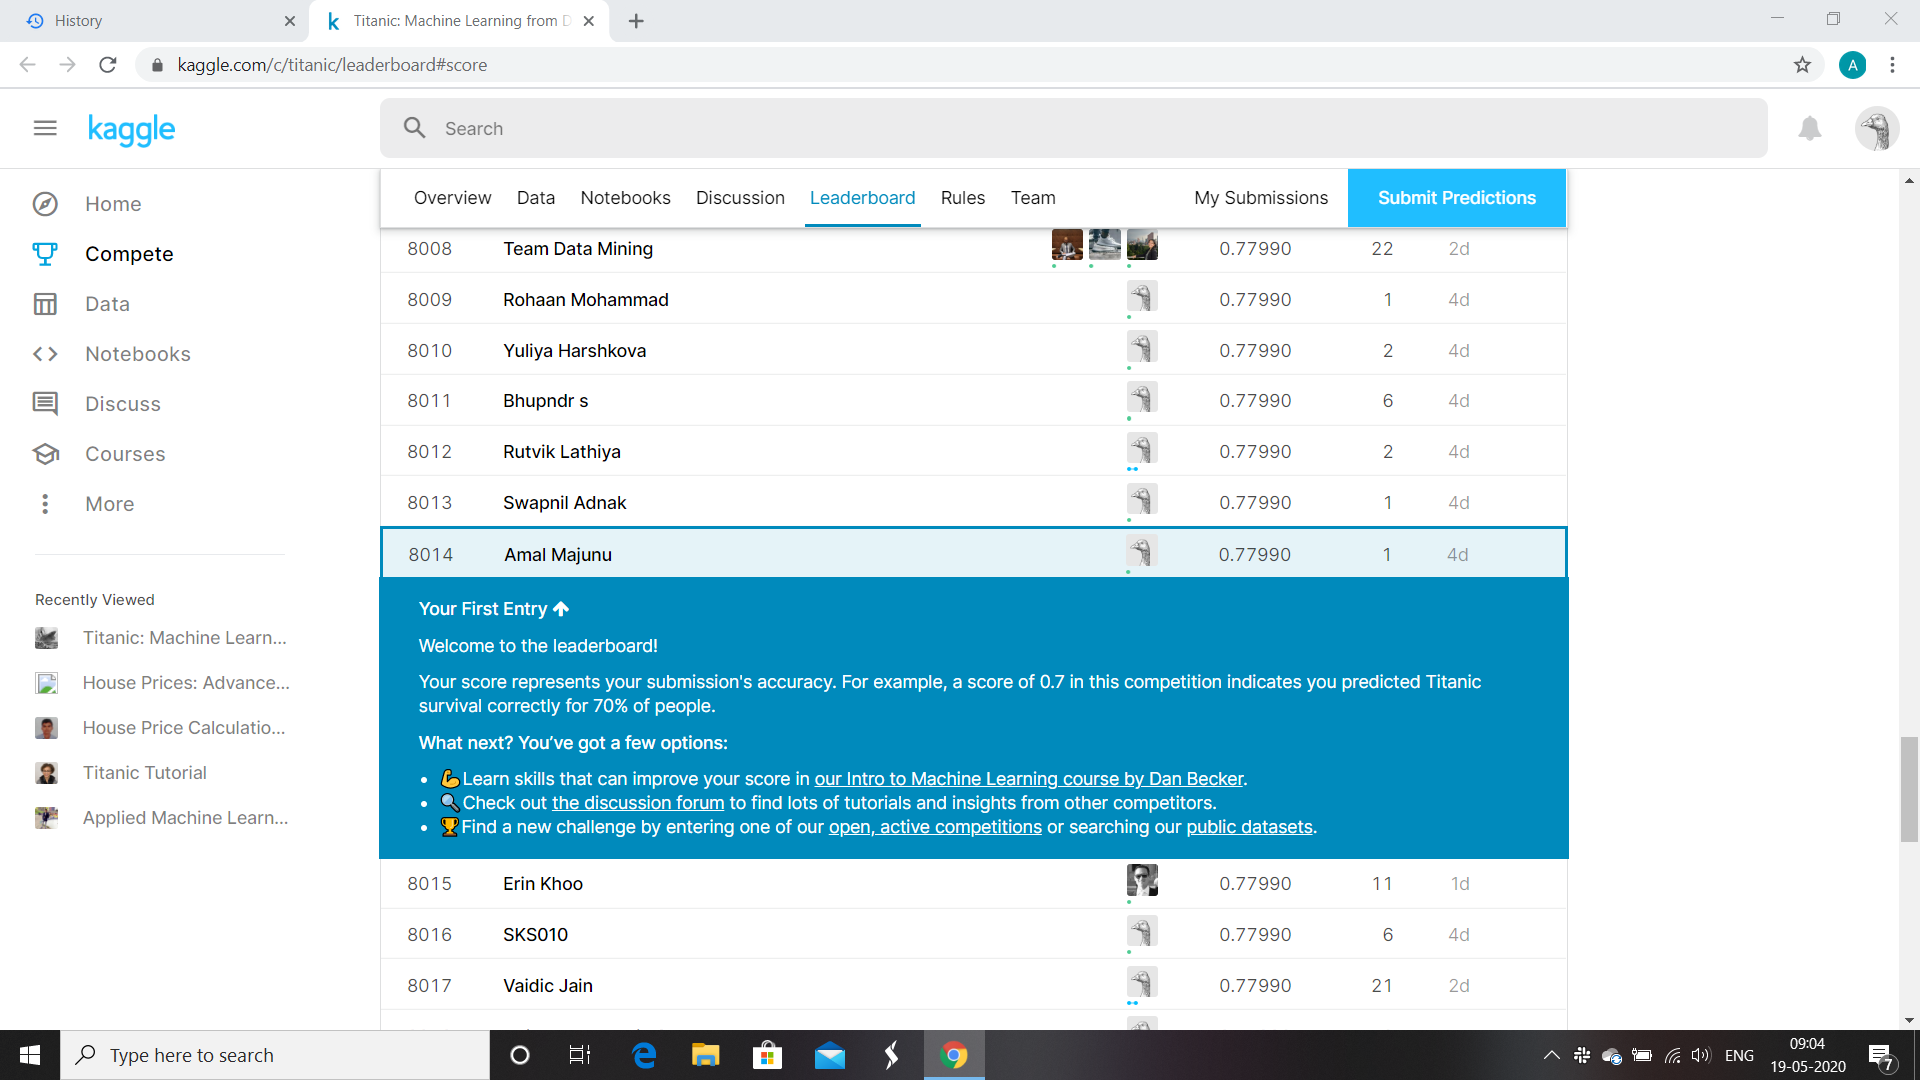 History
Titanic: Machine Learning from D
kaggle.com/c/titanic/leaderboard#score
A
kaggle
Search
Home
Compete
Data
Notebooks
Discuss
Courses
More
Recently Viewed
Titanic: Machine Learn...
House Prices: Advance...
House Price Calculatio...
Titanic Tutorial
Applied Machine Learn...
Overview Data Notebooks Discussion Leaderboard Rules Team My Submissions Submit Predictions
8008 Team Data Mining 0.77990 22 2d
8009 Rohaan Mohammad 0.77990 1 4d
8010 Yuliya Harshkova 0.77990 2 4d
8011 Bhupndr s 0.77990 6 4d
8012 Rutvik Lathiya 0.77990 2 4d
8013 Swapnil Adnak 0.77990 1 4d
8014 Amal Majunu 0.77990 1 4d
Your First Entry
Welcome to the leaderboard!
Your score represents your submission's accuracy. For example, a score of 0.7 in this competition indicates you predicted Titanic
survival correctly for 70% of people.
What next? You've got a few options:
• 💪Learn skills that can improve your score in our Intro to Machine Learning course by Dan Becker.
• 🔍Check out the discussion forum to find lots of tutorials and insights from other competitors.
• 🏆Find a new challenge by entering one of our open, active competitions or searching our public datasets.
8015 Erin Khoo 0.77990 11 1d
8016 SKS010 0.77990 6 4d
8017 Vaidic Jain 0.77990 21 2d
Type here to search
ENG
09:04
19-05-2020
7